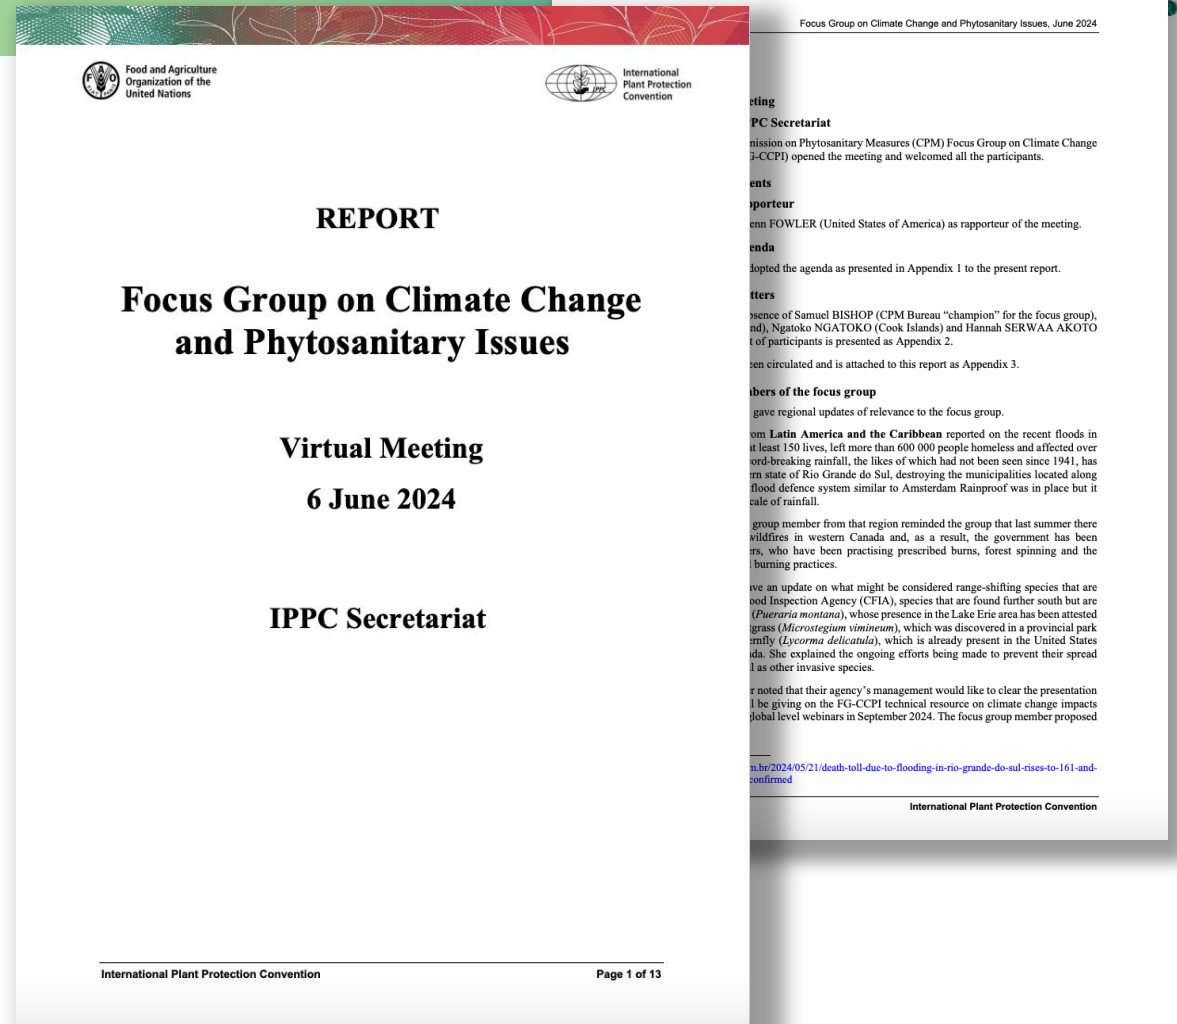 Food and Agriculture
Organization of the
United Nations
International
Plant Protection
Convention
REPORT
Focus Group on Climate Change
and Phytosanitary Issues
Virtual Meeting
6 June 2024
IPPC Secretariat
International Plant Protection Convention Page 1 of 13
Focus Group on Climate Change and Phytosanitary Issues, June 2024
eting
PPC Secretariat
mission on Phytosanitary Measures (CPM) Focus Group on Climate Change
G-CCPI) opened the meeting and welcomed all the participants.
ents
pporteur
enn FOWLER (United States of America) as rapporteur of the meeting.
enda
dopted the agenda as presented in Appendix 1 to the present report.
tters
bsence of Samuel BISHOP (CPM Bureau “champion” for the focus group),
nd), Ngatoko NGATOKO (Cook Islands) and Hannah SERWAA AKOTO
t of participants is presented as Appendix 2.
een circulated and is attached to this report as Appendix 3.
mbers of the focus group
gave regional updates of relevance to the focus group.
om Latin America and the Caribbean reported on the recent floods in
at least 150 lives, left more than 600 000 people homeless and affected over
cord-breaking rainfall, the likes of which had not been seen since 1941, has
ern state of Rio Grande do Sul, destroying the municipalities located along
flood defence system similar to Amsterdam Rainproof was in place but it
cale of rainfall.
group member from that region reminded the group that last summer there
wildfires in western Canada and, as a result, the government has been
ers, who have been practising prescribed burns, forest spinning and the
l burning practices.
ave an update on what might be considered range-shifting species that are
ood Inspection Agency (CFIA), species that are found further south but are
(Pueraria montana), whose presence in the Lake Erie area has been attested
tgrass (Microstegium vimineum), which was discovered in a provincial park
ernfly (Lycorma delicatula), which is already present in the United States
ada. She explained the ongoing efforts being made to prevent their spread
l as other invasive species.
r noted that their agency’s management would like to clear the presentation
l be giving on the FG-CCPI technical resource on climate change impacts
global level webinars in September 2024. The focus group member proposed
m.br/2024/05/21/death-toll-due-to-flooding-in-rio-grande-do-sul-rises-to-161-and-
confirmed
International Plant Protection Convention